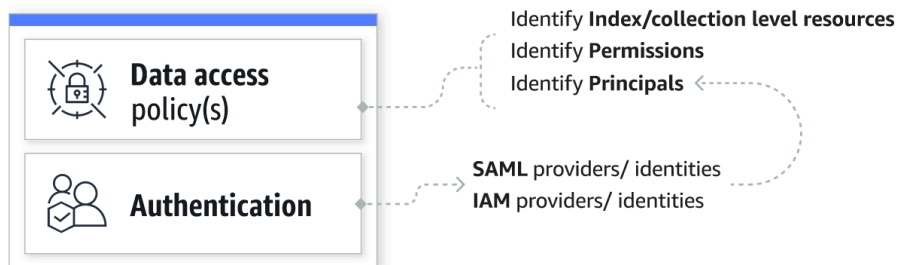 Data access
policy(s)
Identify Index/collection level resources
Identify Permissions
Identify Principals
Authentication
SAML providers/ identities
IAM providers/ identities